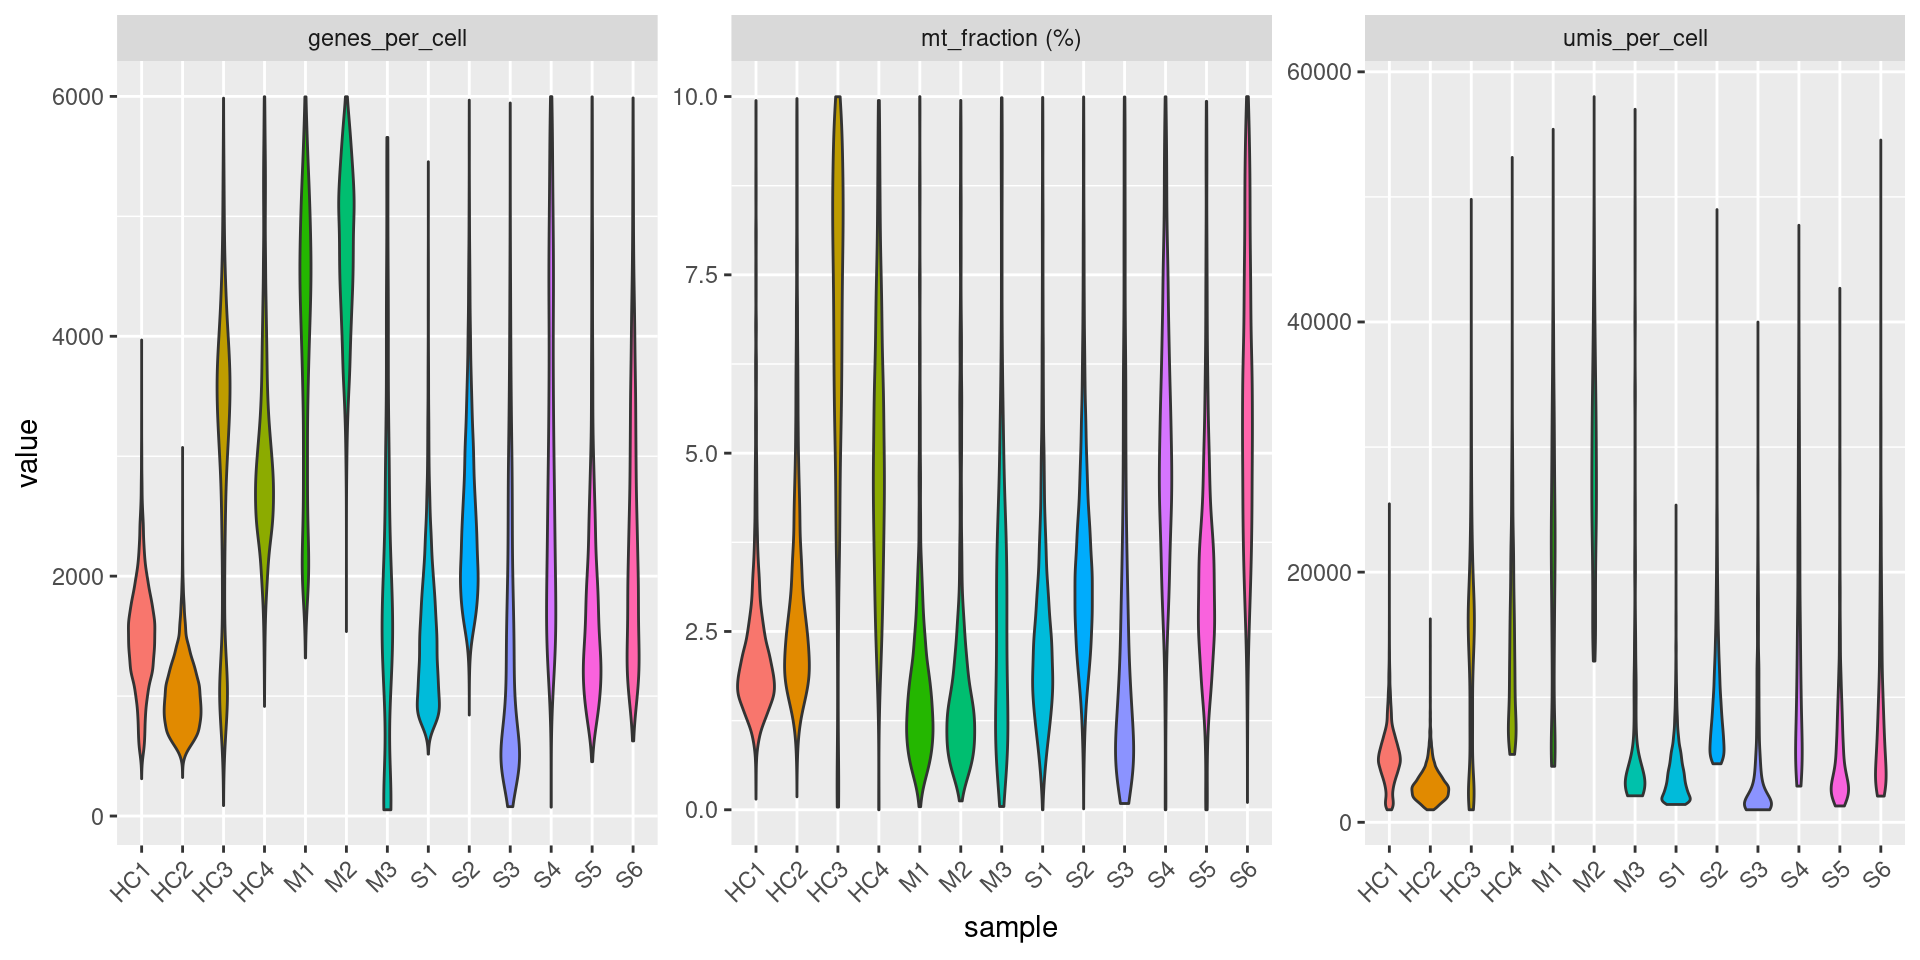 genes_per_cell
mt_fraction (%)
umis_per_cell
value
6000
4000
2000
0
10.0
7.5
5.0
2.5
0.0
60000
40000
20000
0
HC1 HC2 HC3 HC4 M1 M2 M3 S1 S2 S3 S4 S5 S6
HC1 HC2 HC3 HC4 M1 M2 M3 S1 S2 S3 S4 S5 S6
HC1 HC2 HC3 HC4 M1 M2 M3 S1 S2 S3 S4 S5 S6
sample